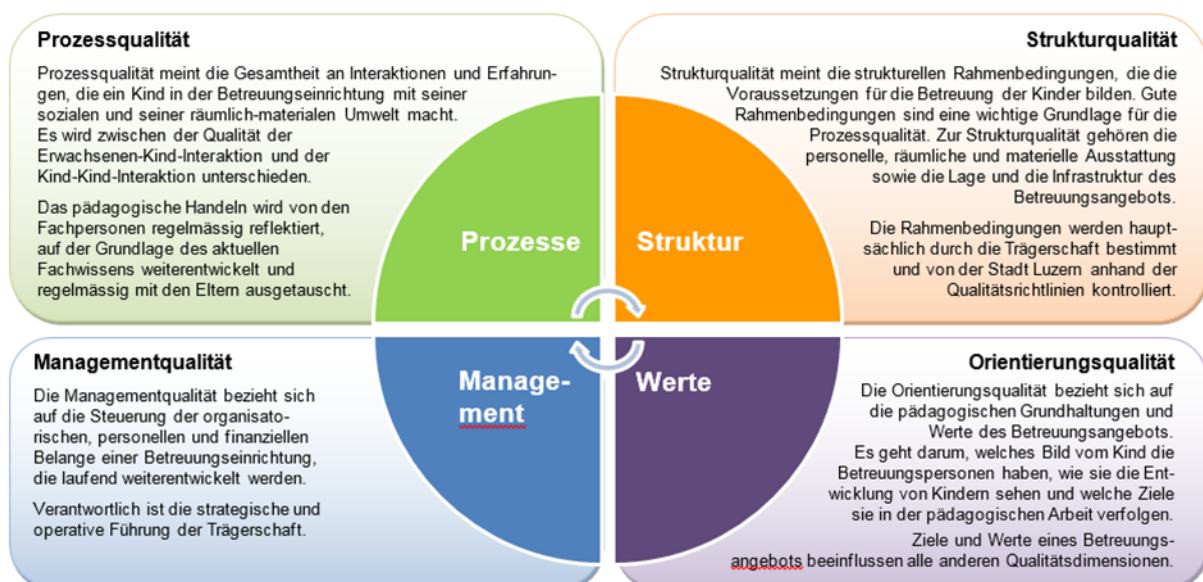 Prozessqualität
Prozessqualität meint die Gesamtheit an Interaktionen und Erfahrun-
gen, die ein Kind in der Betreuungseinrichtung mit seiner
sozialen und seiner räumlich-materialen Umwelt macht.
Es wird zwischen der Qualität der
Erwachsenen-Kind-Interaktion und der
Kind-Kind-Interaktion unterschieden.
Das pädagogische Handeln wird von den
Fachpersonen regelmässig reflektiert,
auf der Grundlage des aktuellen
Fachwissens weiterentwickelt und
regelmässig mit den Eltern ausgetauscht.
Strukturqualität
Strukturqualität meint die strukturellen Rahmenbedingungen, die die
Voraussetzungen für die Betreuung der Kinder bilden. Gute
Rahmenbedingungen sind eine wichtige Grundlage für die
Prozessqualität. Zur Strukturqualität gehören die
personelle, räumliche und materielle Ausstattung
sowie die Lage und die Infrastruktur des
Betreuungsangebots.
Die Rahmenbedingungen werden haupt-
sächlich durch die Trägerschaft bestimmt
und von der Stadt Luzern anhand der
Qualitätsrichtlinien kontrolliert.
Prozesse
Struktur
Manage-
ment
Werte
Managementqualität
Die Managementqualität bezieht sich
auf die Steuerung der organisato-
rischen, personellen und finanziellen
Belange einer Betreuungseinrichtung,
die laufend weiterentwickelt werden.
Verantwortlich ist die strategische und
operative Führung der Trägerschaft.
Orientierungsqualität
Die Orientierungsqualität bezieht sich auf
die pädagogischen Grundhaltungen und
Werte des Betreuungsangebots.
Es geht darum, welches Bild vom Kind die
Betreuungspersonen haben, wie sie die Ent-
wicklung von Kindern sehen und welche Ziele
sie in der pädagogischen Arbeit verfolgen.
Ziele und Werte eines Betreuungs-
angebots beeinflussen alle anderen Qualitätsdimensionen.